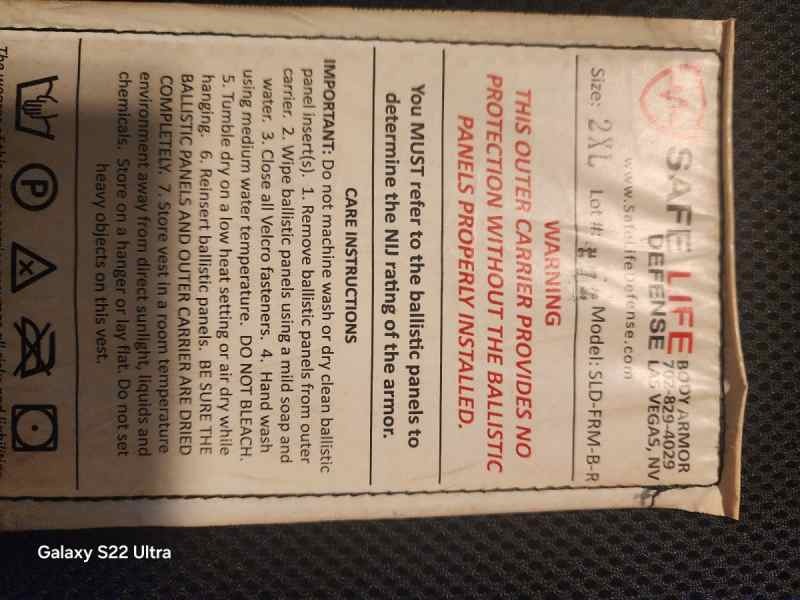 SAFE LIFE
DEFENSE
BODY ARMOR
702-829-4029
LAS VEGAS, NV
www.SafeLifeDefense.com
Size: 2XL Lot #: Model: SLD-FRM-B-R
WARNING
THIS OUTER CARRIER PROVIDES NO
PROTECTION WITHOUT THE BALLISTIC
PANELS PROPERLY INSTALLED.
You MUST refer to the ballistic panels to
determine the NIJ rating of the armor.
CARE INSTRUCTIONS
IMPORTANT: Do not machine wash or dry clean ballistic
panel insert(s). 1. Remove ballistic panels from outer
carrier. 2. Wipe ballistic panels using a mild soap and
water. 3. Close all Velcro fasteners. 4. Hand wash
using medium water temperature. DO NOT BLEACH.
5. Tumble dry on a low heat setting or air dry while
hanging. 6. Reinsert ballistic panels. BE SURE THE
BALLISTIC PANELS AND OUTER CARRIER ARE DRIED
COMPLETELY. 7. Store vest in a room temperature
environment away from direct sunlight, liquids and
chemicals. Store on a hanger or lay flat. Do not set
heavy objects on this vest.
P
The wearer of this
Galaxy S22 Ultra